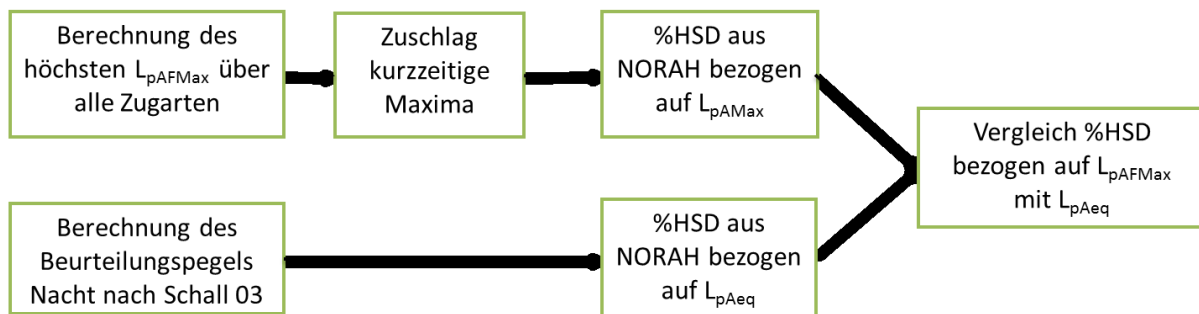 Berechnung des
höchsten LpAFMax über
alle Zugarten
Zuschlag
kurzzeitige
Maxima
%HSD aus
NORAH bezogen
auf LpAMax
Vergleich %HSD
bezogen auf LpAFMax
mit LpAeq
Berechnung des
Beurteilungspegels
Nacht nach Schall 03
%HSD aus
NORAH bezogen
auf LpAeq